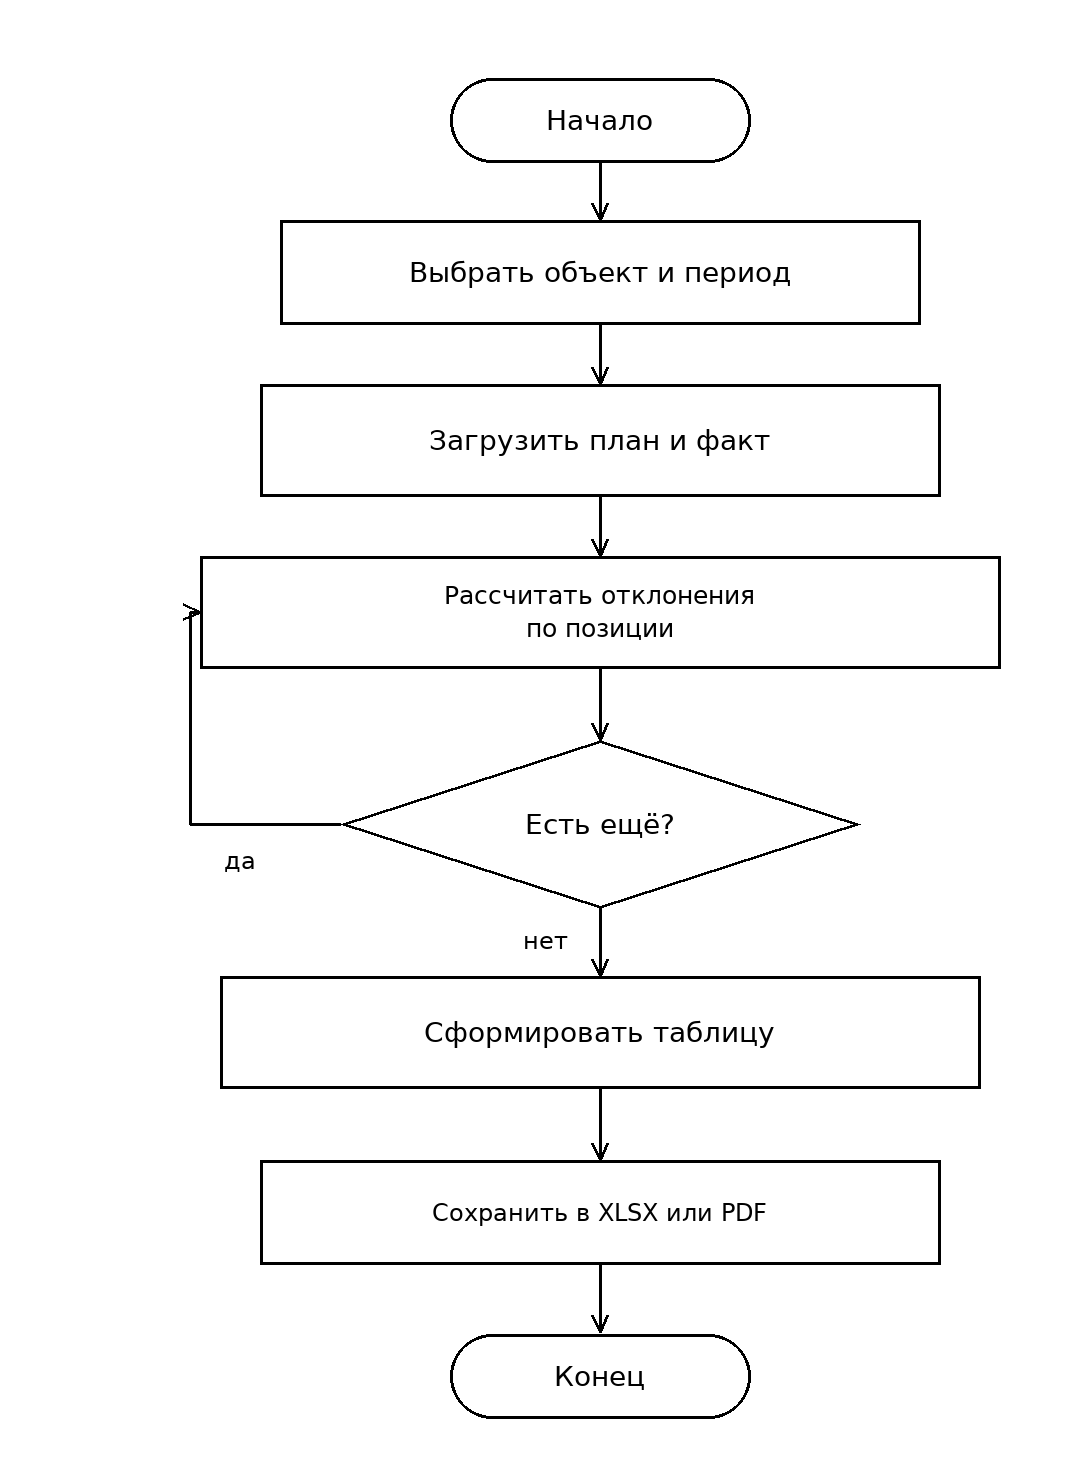 Начало
Выбрать объект и период
Загрузить план и факт
Рассчитать отклонения
по позиции
Есть ещё?
да
нет
Сформировать таблицу
Сохранить в XLSX или PDF
Конец